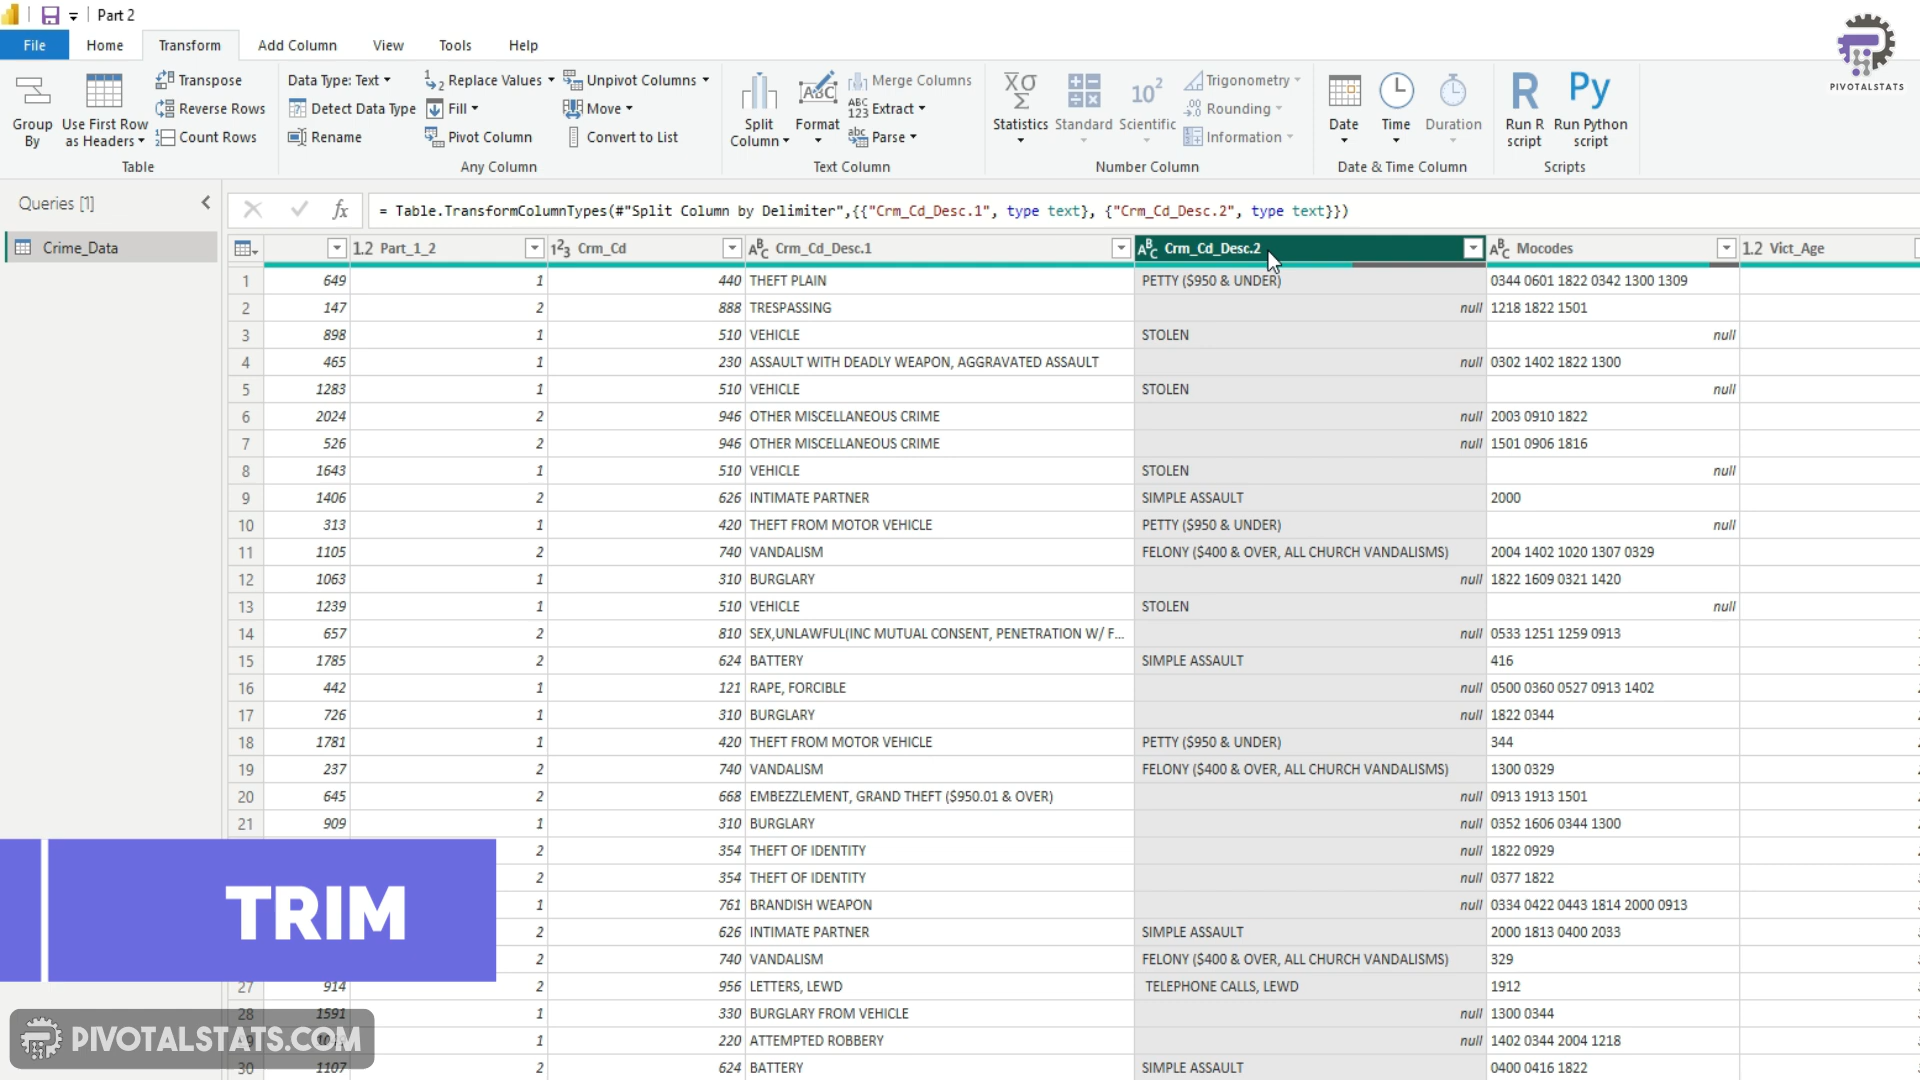 Part 2
File Home Transform Add Column View Tools Help
PIVOTALSTATS
Group By
Use First Row as Headers
Transpose
Reverse Rows
Count Rows
Table
Data Type: Text
Detect Data Type
Rename
Replace Values
Fill
Pivot Column
Unpivot Columns
Move
Convert to List
Any Column
Split Column
Format
Merge Columns
Extract
Parse
Text Column
Statistics
Standard
Scientific
Trigonometry
Rounding
Information
Number Column
Date
Time
Duration
Date & Time Column
Run R script
Run Python script
Scripts
Queries [1]
Crime_Data
fx = Table.TransformColumnTypes(#"Split Column by Delimiter",{{"Crm_Cd_Desc.1", type text}, {"Crm_Cd_Desc.2", type text}})
1.2 Part_1_2 123 Crm_Cd ABC Crm_Cd_Desc.1 ABC Crm_Cd_Desc.2 ABC Mocodes 1.2 Vict_Age
1 649 1 440 THEFT PLAIN PETTY ($950 & UNDER) 0344 0601 1822 0342 1300 1309
2 147 2 888 TRESPASSING null 1218 1822 1501
3 898 1 510 VEHICLE STOLEN null
4 465 1 230 ASSAULT WITH DEADLY WEAPON, AGGRAVATED ASSAULT null 0302 1402 1822 1300
5 1283 1 510 VEHICLE STOLEN null
6 2024 2 946 OTHER MISCELLANEOUS CRIME null 2003 0910 1822
7 526 2 946 OTHER MISCELLANEOUS CRIME null 1501 0906 1816
8 1643 1 510 VEHICLE STOLEN null
9 1406 2 626 INTIMATE PARTNER SIMPLE ASSAULT 2000
10 313 1 420 THEFT FROM MOTOR VEHICLE PETTY ($950 & UNDER) null
11 1105 2 740 VANDALISM FELONY ($400 & OVER, ALL CHURCH VANDALISMS) 2004 1402 1020 1307 0329
12 1063 1 310 BURGLARY null 1822 1609 0321 1420
13 1239 1 510 VEHICLE STOLEN null
14 657 2 810 SEX,UNLAWFUL(INC MUTUAL CONSENT, PENETRATION W/ F... null 0533 1251 1259 0913
15 1785 2 624 BATTERY SIMPLE ASSAULT 416
16 442 1 121 RAPE, FORCIBLE null 0500 0360 0527 0913 1402
17 726 1 310 BURGLARY null 1822 0344
18 1781 1 420 THEFT FROM MOTOR VEHICLE PETTY ($950 & UNDER) 344
19 237 2 740 VANDALISM FELONY ($400 & OVER, ALL CHURCH VANDALISMS) 1300 0329
20 645 2 668 EMBEZZLEMENT, GRAND THEFT ($950.01 & OVER) null 0913 1913 1501
21 909 1 310 BURGLARY null 0352 1606 0344 1300
2 354 THEFT OF IDENTITY null 1822 0929
2 354 THEFT OF IDENTITY null 0377 1822
1 761 BRANDISH WEAPON null 0334 0422 0443 1814 2000 0913
2 626 INTIMATE PARTNER SIMPLE ASSAULT 2000 1813 0400 2033
2 740 VANDALISM FELONY ($400 & OVER, ALL CHURCH VANDALISMS) 329
27 914 2 956 LETTERS, LEWD TELEPHONE CALLS, LEWD 1912
28 1591 1 330 BURGLARY FROM VEHICLE null 1300 0344
1 220 ATTEMPTED ROBBERY null 1402 0344 2004 1218
30 1107 2 624 BATTERY SIMPLE ASSAULT 0400 0416 1822
TRIM
PIVOTALSTATS.COM